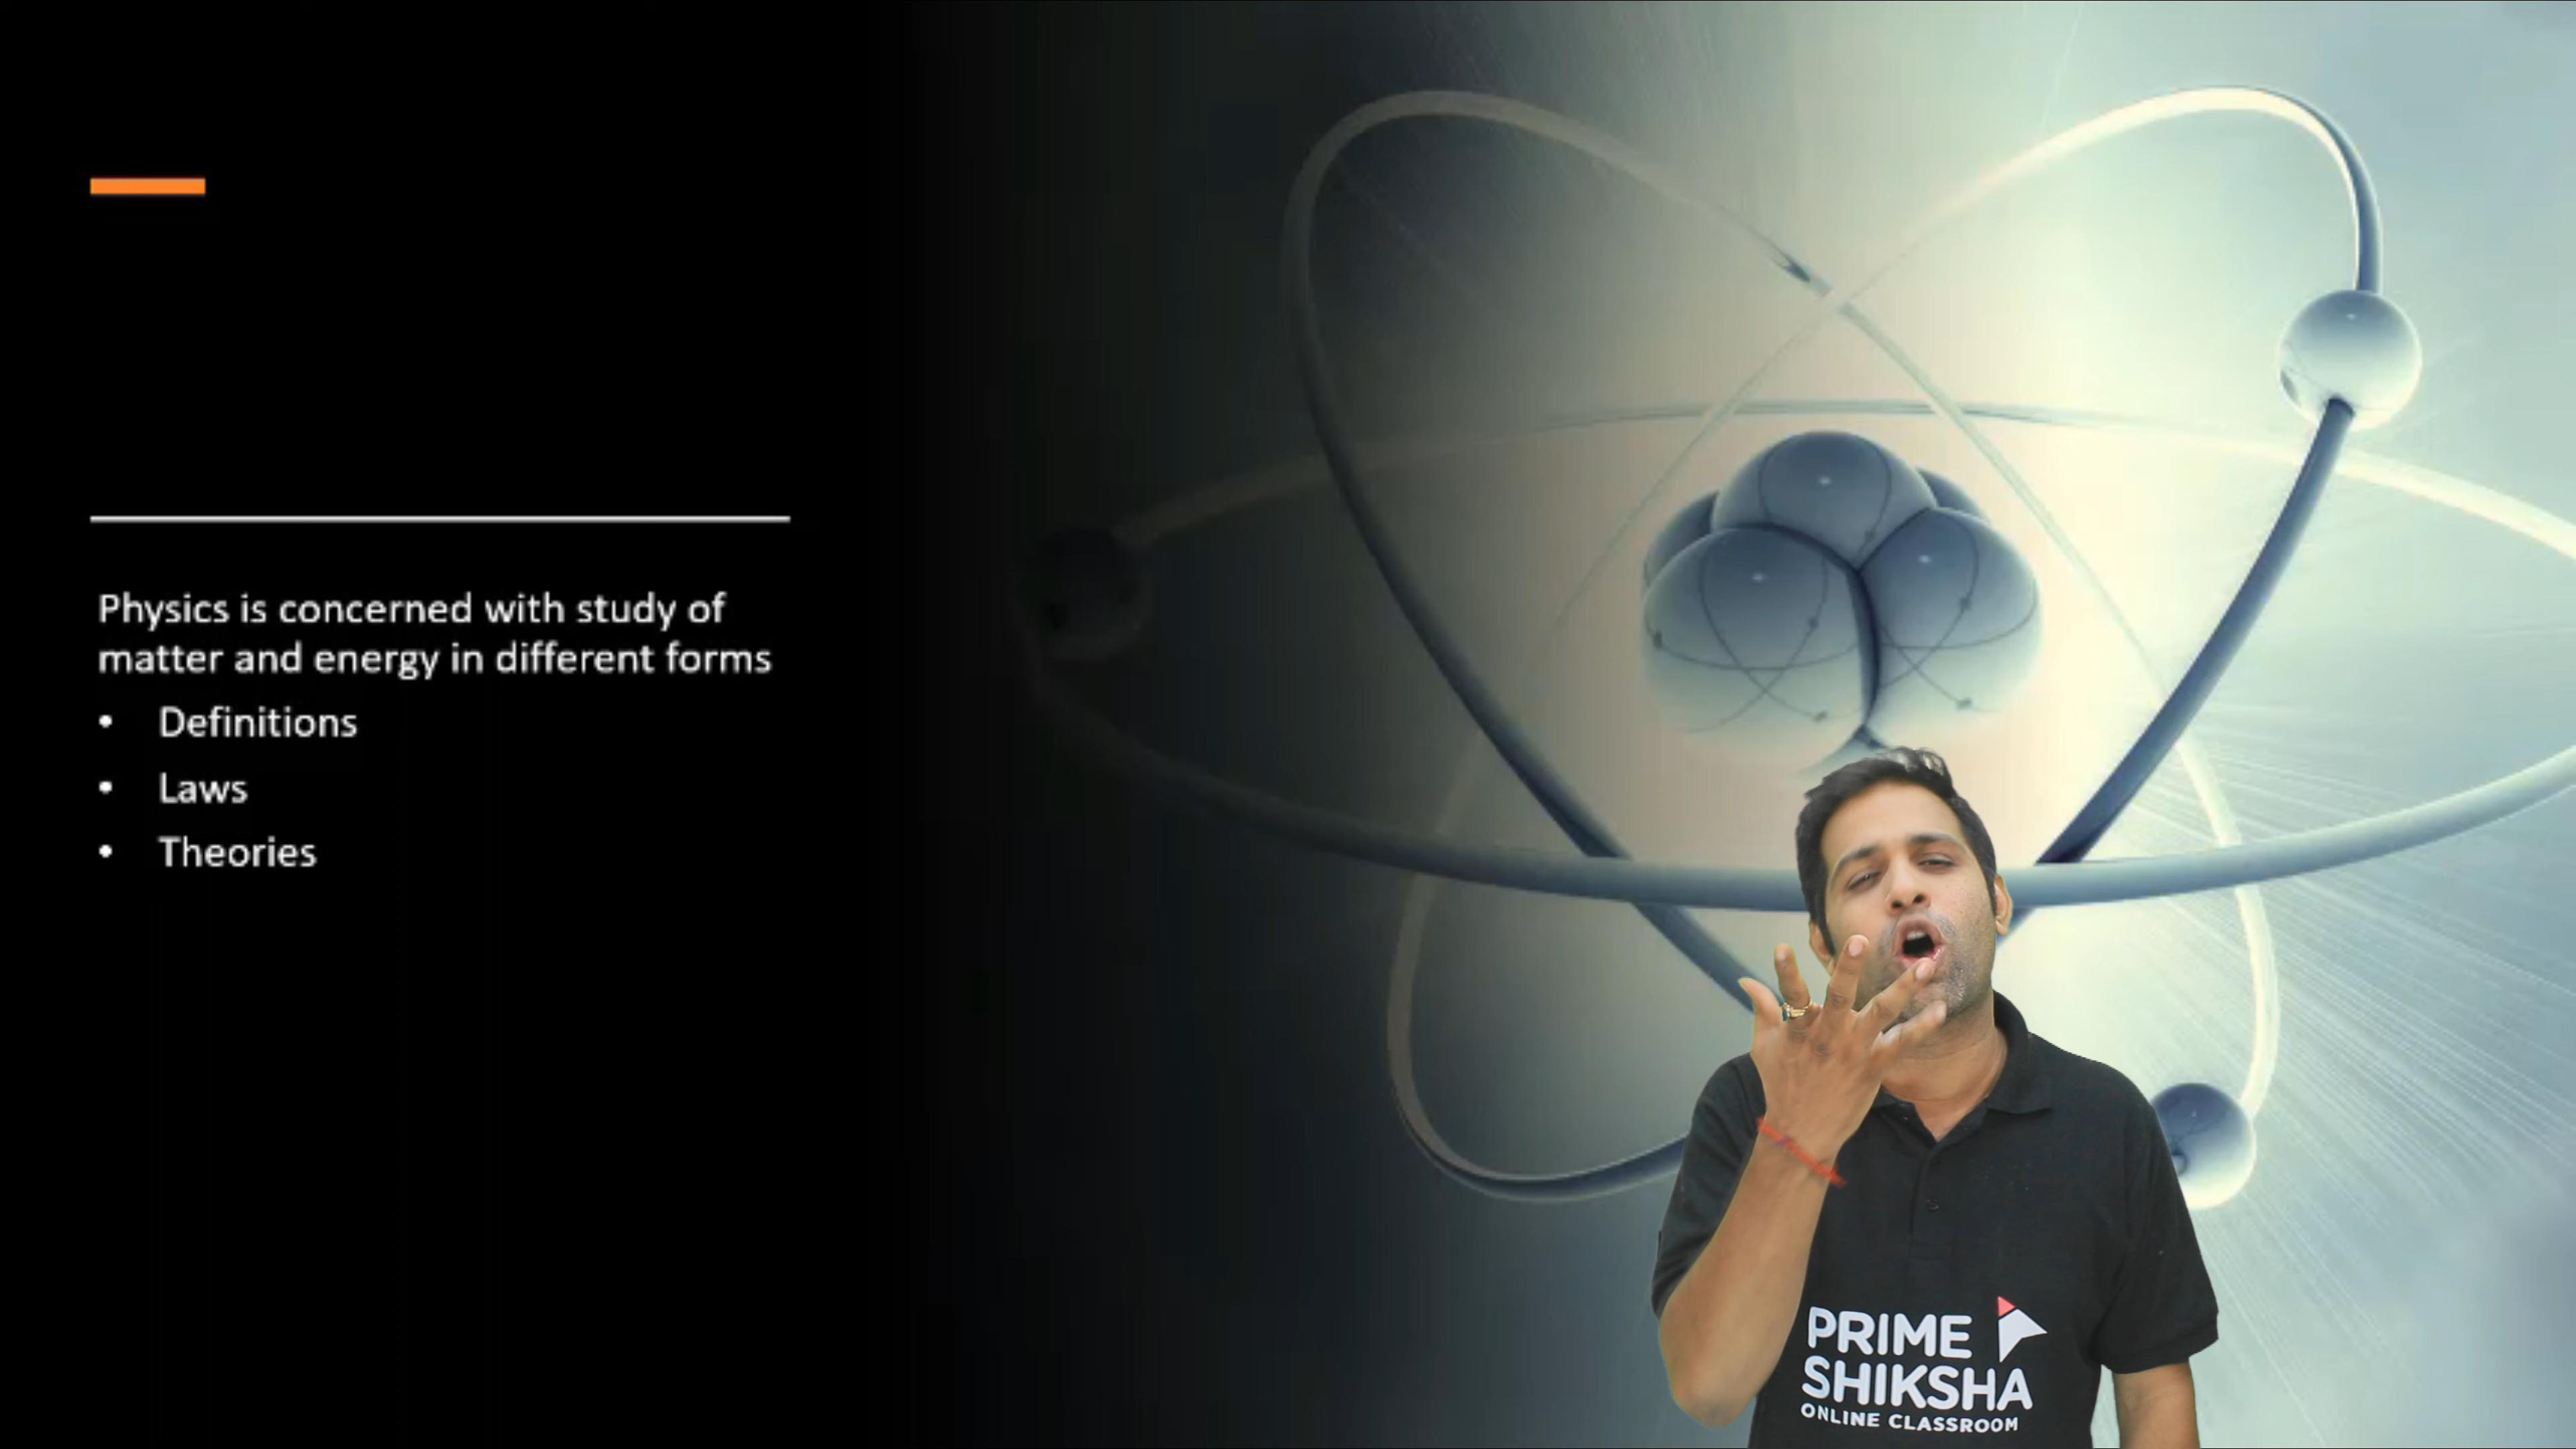 Physics is concerned with study of
matter and energy in different forms
• Definitions
• Laws
• Theories
PRIME
SHIKSHA
ONLINE CLASSROOM